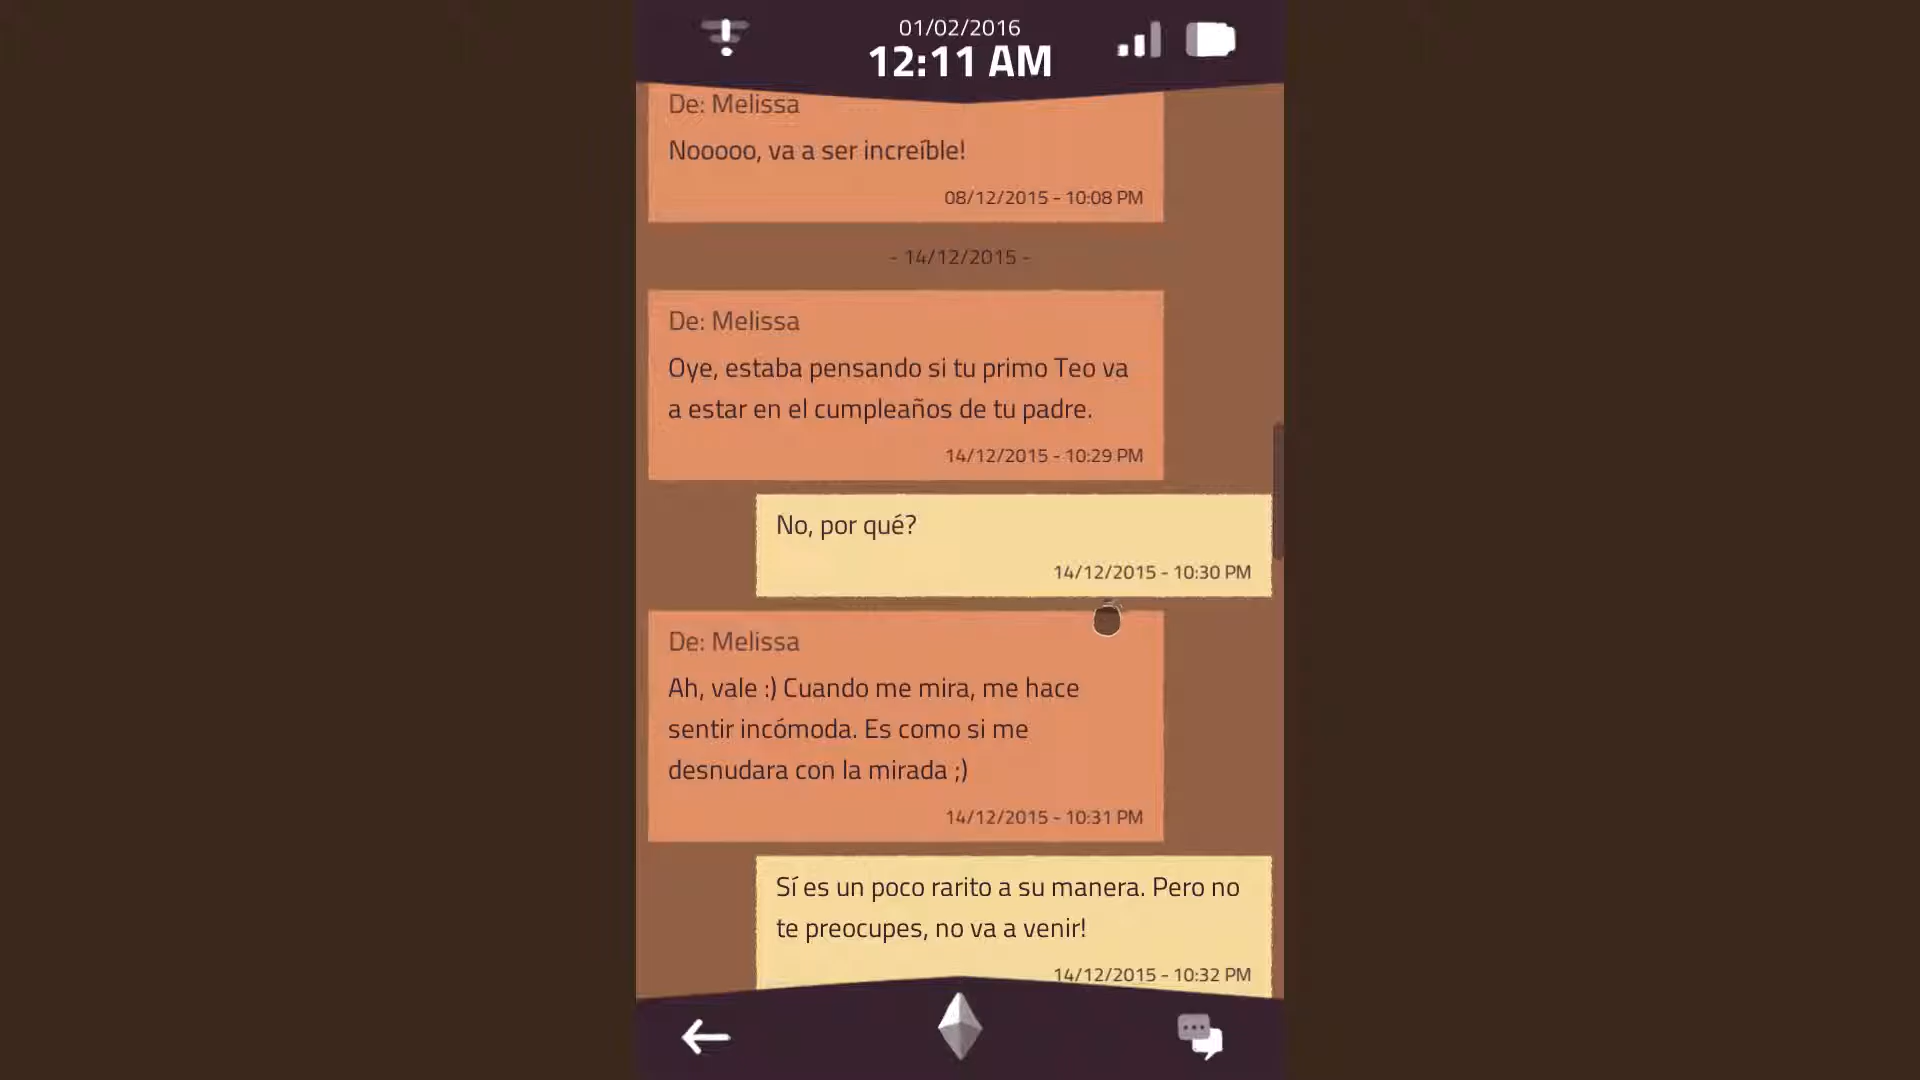 01/02/2016
12:11 AM
De: Melissa
Nooooo, va a ser increíble!
08/12/2015 - 10:08 PM
- 14/12/2015 -
De: Melissa
Oye, estaba pensando si tu primo Teo va
a estar en el cumpleaños de tu padre.
14/12/2015 - 10:29 PM
No, por qué?
14/12/2015 - 10:30 PM
De: Melissa
Ah, vale :) Cuando me mira, me hace
sentir incómoda. Es como si me
desnudara con la mirada ;)
14/12/2015 - 10:31 PM
Sí es un poco rarito a su manera. Pero no
te preocupes, no va a venir!
14/12/2015 - 10:32 PM